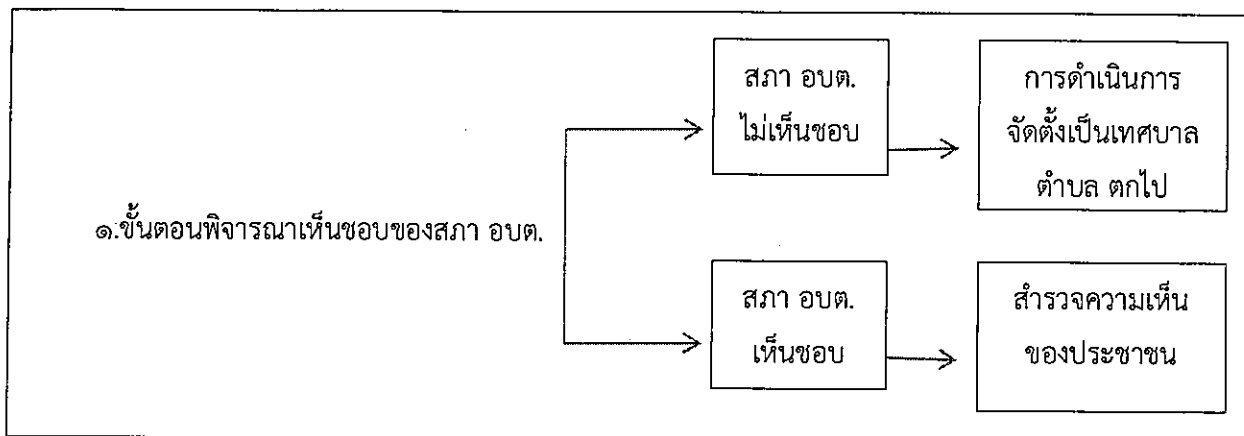 ๑.ขั้นตอนพิจารณาเห็นชอบของสภา อบต.
สภา อบต.
ไม่เห็นชอบ
การดำเนินการ
จัดตั้งเป็นเทศบาล
ตำบล ตกไป
สภา อบต.
เห็นชอบ
สำรวจความเห็น
ของประชาชน